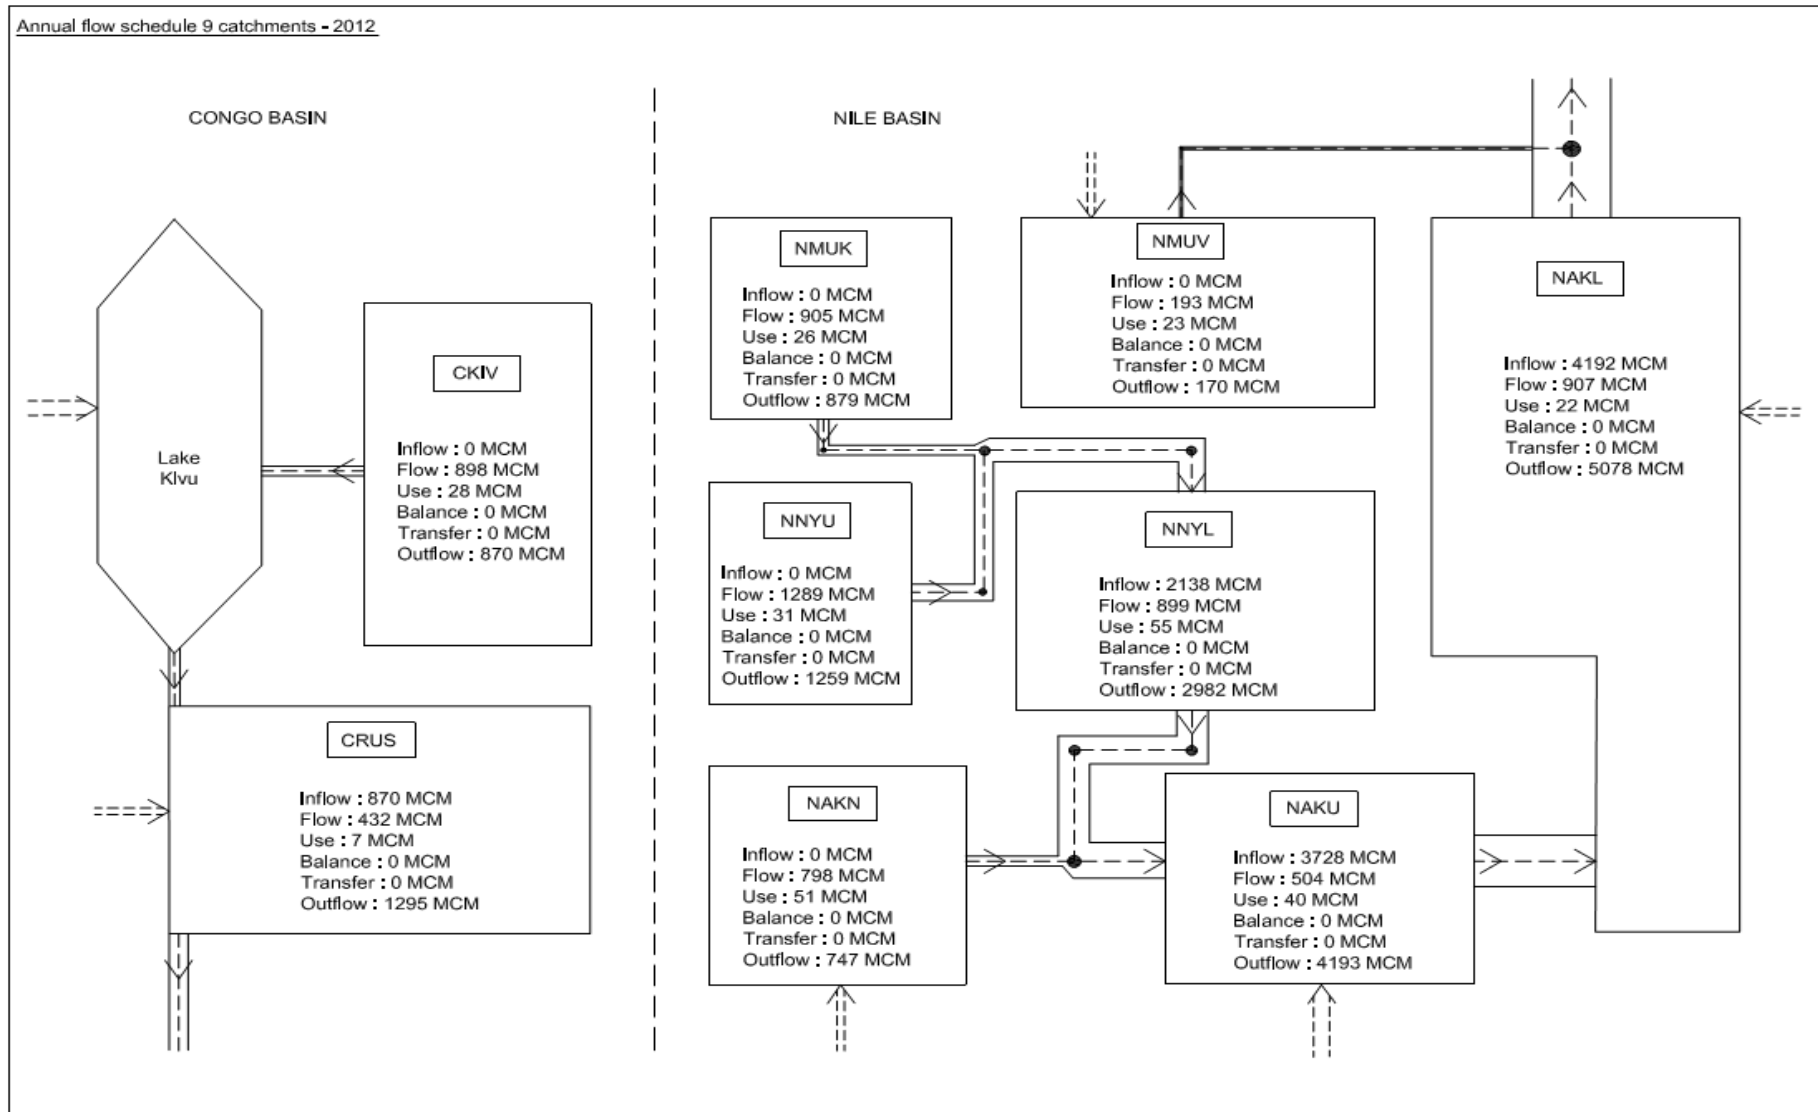 Annual flow schedule 9 catchments - 2012
CONGO BASIN
NILE BASIN
Lake
KIvu
CKIV
Inflow : 0 MCM
Flow : 898 MCM
Use : 28 MCM
Balance : 0 MCM
Transfer : 0 MCM
Outflow : 870 MCM
CRUS
Inflow : 870 MCM
Flow : 432 MCM
Use : 7 MCM
Balance : 0 MCM
Transfer : 0 MCM
Outflow : 1295 MCM
NMUK
Inflow : 0 MCM
Flow : 905 MCM
Use : 26 MCM
Balance : 0 MCM
Transfer : 0 MCM
Outflow : 879 MCM
NMUV
Inflow : 0 MCM
Flow : 193 MCM
Use : 23 MCM
Balance : 0 MCM
Transfer : 0 MCM
Outflow : 170 MCM
NAKL
Inflow : 4192 MCM
Flow : 907 MCM
Use : 22 MCM
Balance : 0 MCM
Transfer : 0 MCM
Outflow : 5078 MCM
NNYU
Inflow : 0 MCM
Flow : 1289 MCM
Use : 31 MCM
Balance : 0 MCM
Transfer : 0 MCM
Outflow : 1259 MCM
NNYL
Inflow : 2138 MCM
Flow : 899 MCM
Use : 55 MCM
Balance : 0 MCM
Transfer : 0 MCM
Outflow : 2982 MCM
NAKN
Inflow : 0 MCM
Flow : 798 MCM
Use : 51 MCM
Balance : 0 MCM
Transfer : 0 MCM
Outflow : 747 MCM
NAKU
Inflow : 3728 MCM
Flow : 504 MCM
Use : 40 MCM
Balance : 0 MCM
Transfer : 0 MCM
Outflow : 4193 MCM